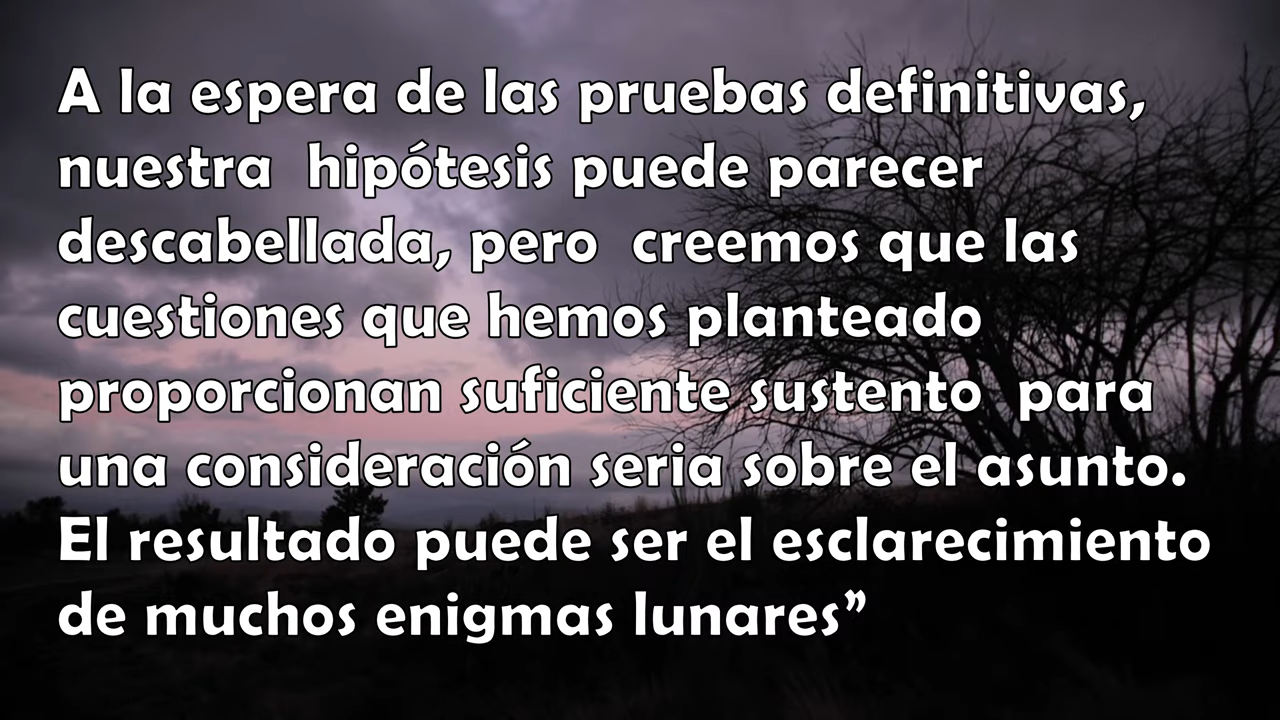 A la espera de las pruebas definitivas,
nuestra  hipótesis puede parecer
descabellada, pero  creemos que las
cuestiones que hemos planteado
proporcionan suficiente sustento  para
una consideración seria sobre el asunto.
El resultado puede ser el esclarecimiento
de muchos enigmas lunares”